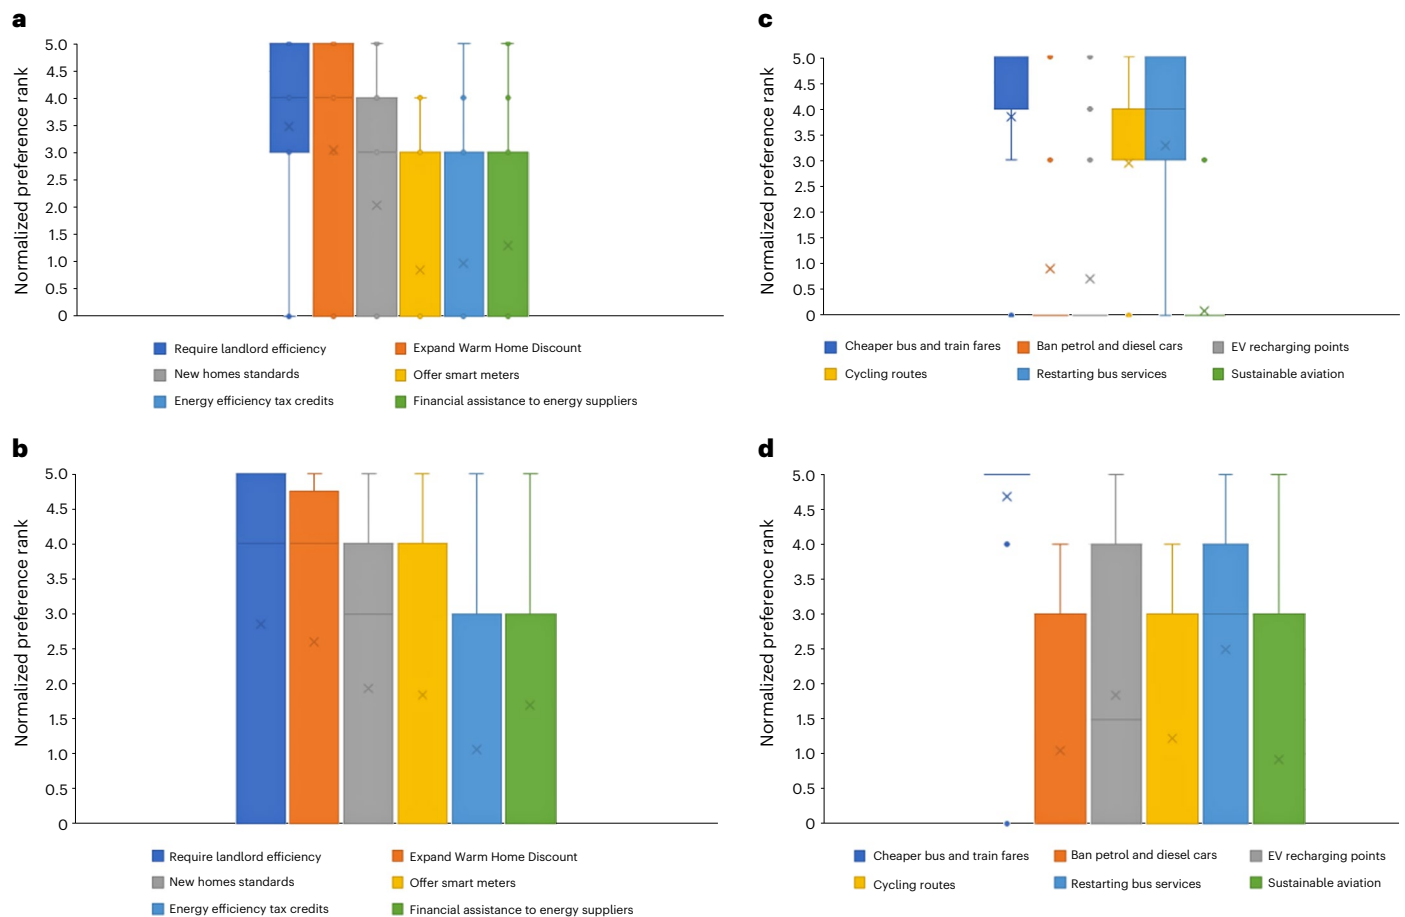 a
Normalized preference rank
5.0
4.5
4.0
3.5
3.0
2.5
2.0
1.5
1.0
0.5
0
Require landlord efficiency
Expand Warm Home Discount
New homes standards
Offer smart meters
Energy efficiency tax credits
Financial assistance to energy suppliers
c
Normalized preference rank
5.0
4.5
4.0
3.5
3.0
2.5
2.0
1.5
1.0
0.5
0
Cheaper bus and train fares
Ban petrol and diesel cars
EV recharging points
Cycling routes
Restarting bus services
Sustainable aviation
b
Normalized preference rank
5.0
4.5
4.0
3.5
3.0
2.5
2.0
1.5
1.0
0.5
0
Require landlord efficiency
Expand Warm Home Discount
New homes standards
Offer smart meters
Energy efficiency tax credits
Financial assistance to energy suppliers
d
Normalized preference rank
5.0
4.5
4.0
3.5
3.0
2.5
2.0
1.5
1.0
0.5
0
Cheaper bus and train fares
Ban petrol and diesel cars
EV recharging points
Cycling routes
Restarting bus services
Sustainable aviation